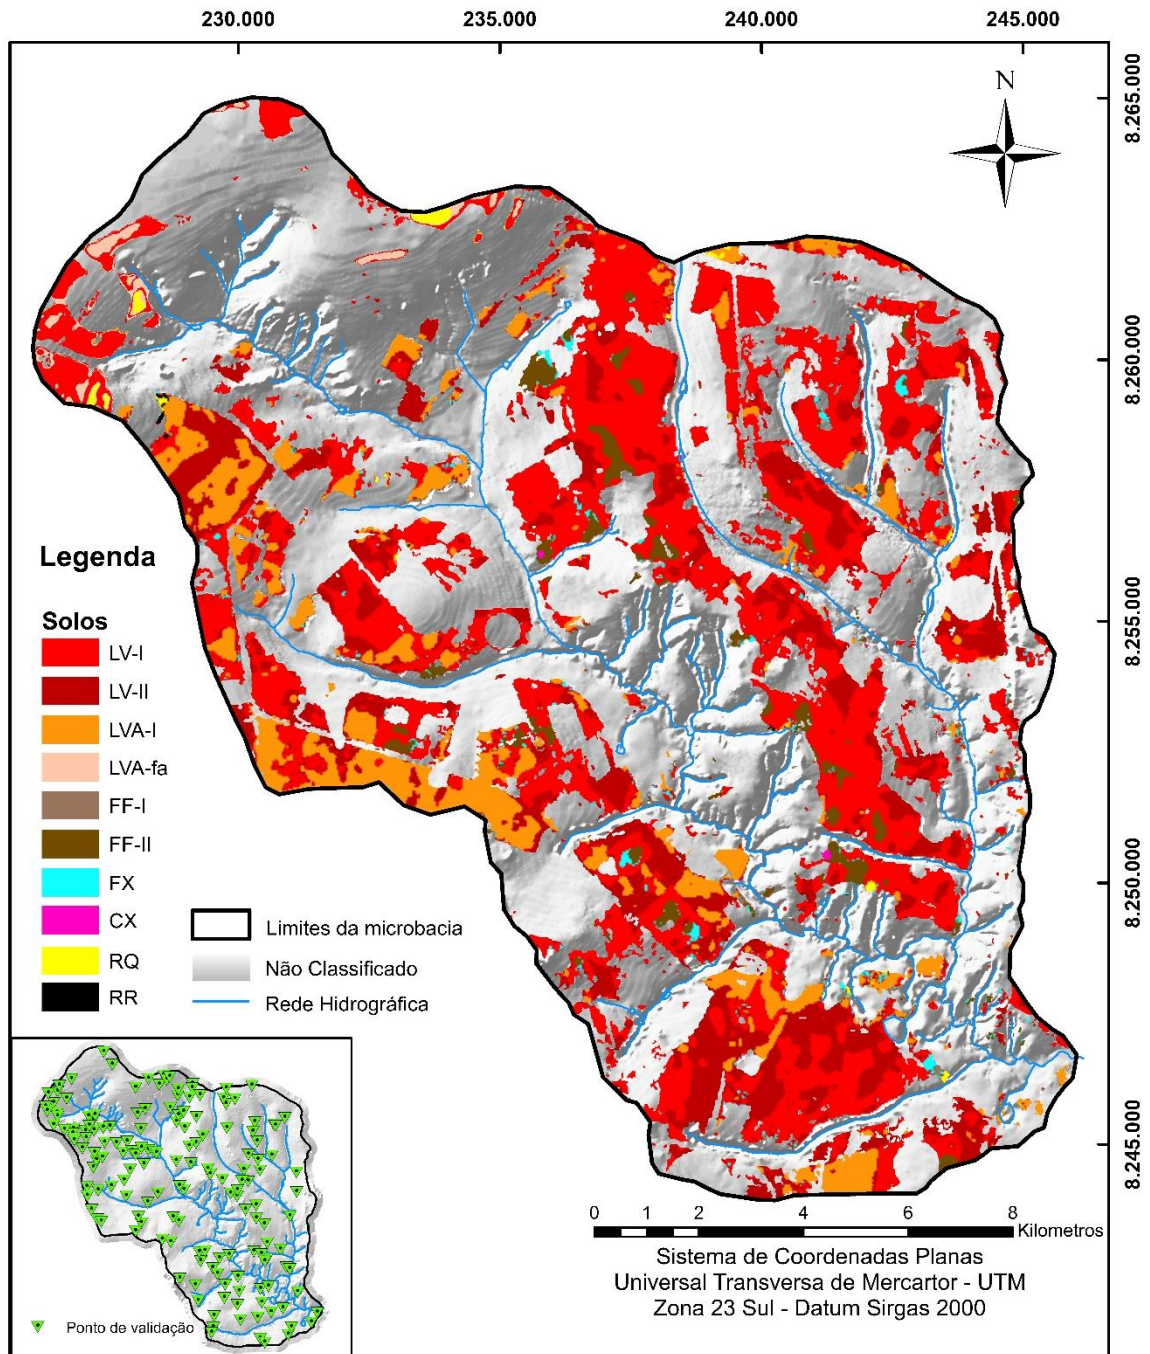 230.000
235.000
240.000
245.000
8.265.000
8.260.000
8.255.000
8.250.000
8.245.000
N
Legenda
Solos
LV-I
LV-II
LVA-I
LVA-fa
FF-I
FF-II
FX
CX
RQ
RR
Limites da microbacia
Não Classificado
Rede Hidrográfica
Ponto de validação
0 1 2 4 6 8
Kilometros
Sistema de Coordenadas Planas
Universal Transversa de Mercartor - UTM
Zona 23 Sul - Datum Sirgas 2000